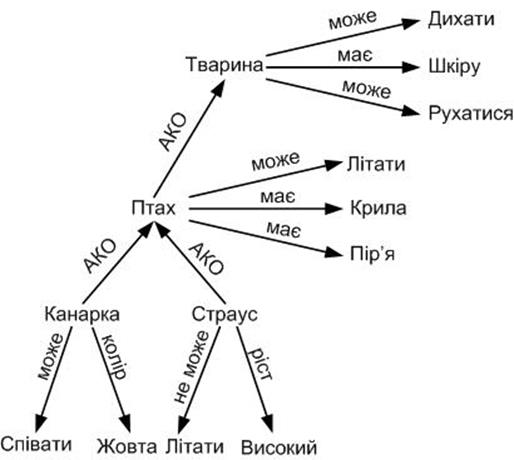 може
Дихати
Тварина
має
Шкіру
може
Рухатися
АКО
може
Літати
Птах
має
Крила
має
Пір'я
АКО
АКО
Канарка
Страус
може
колір
не може
ріст
Співати
Жовта
Літати
Високий